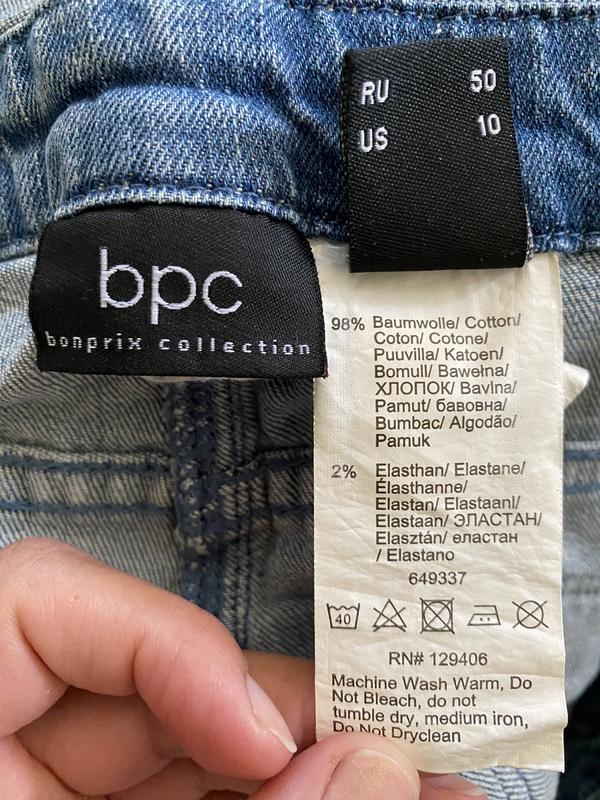 RU 50
US 10
bpc
bonprix collection
98% Baumwolle/ Cotton/
Coton/ Cotone/
Puuvilla/ Katoen/
Bomull/ Bawełna/
ХЛОПОК/ Bavlna/
Pamut/ бавовна/
Bumbac/ Algodão/
Pamuk
2% Elasthan/ Elastane/
Élasthanne/
Elastan/ Elastaanl/
Elastaan/ ЭЛАСТАН/
Elasztán/ еластан
/ Elastano
649337
40
RN# 129406
Machine Wash Warm, Do
Not Bleach, do not
tumble dry, medium iron,
Do Not Dryclean